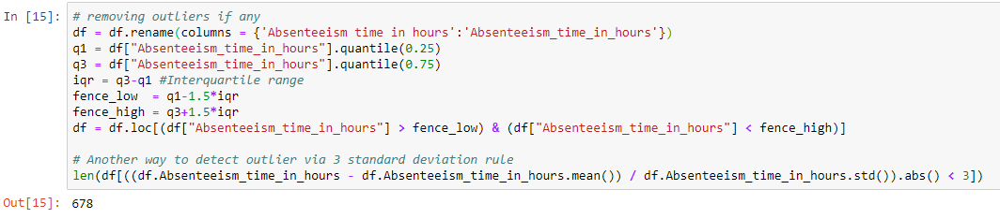 In [15]: # removing outliers if any
df = df.rename(columns = {'Absenteeism time in hours':'Absenteeism_time_in_hours'})
q1 = df["Absenteeism_time_in_hours"].quantile(0.25)
q3 = df["Absenteeism_time_in_hours"].quantile(0.75)
iqr = q3-q1 #Interquartile range
fence_low  = q1-1.5*iqr
fence_high = q3+1.5*iqr
df = df.loc[(df["Absenteeism_time_in_hours"] > fence_low) & (df["Absenteeism_time_in_hours"] < fence_high)]
# Another way to detect outlier via 3 standard deviation rule
len(df[((df.Absenteeism_time_in_hours - df.Absenteeism_time_in_hours.mean()) / df.Absenteeism_time_in_hours.std()).abs() < 3])
Out[15]: 678